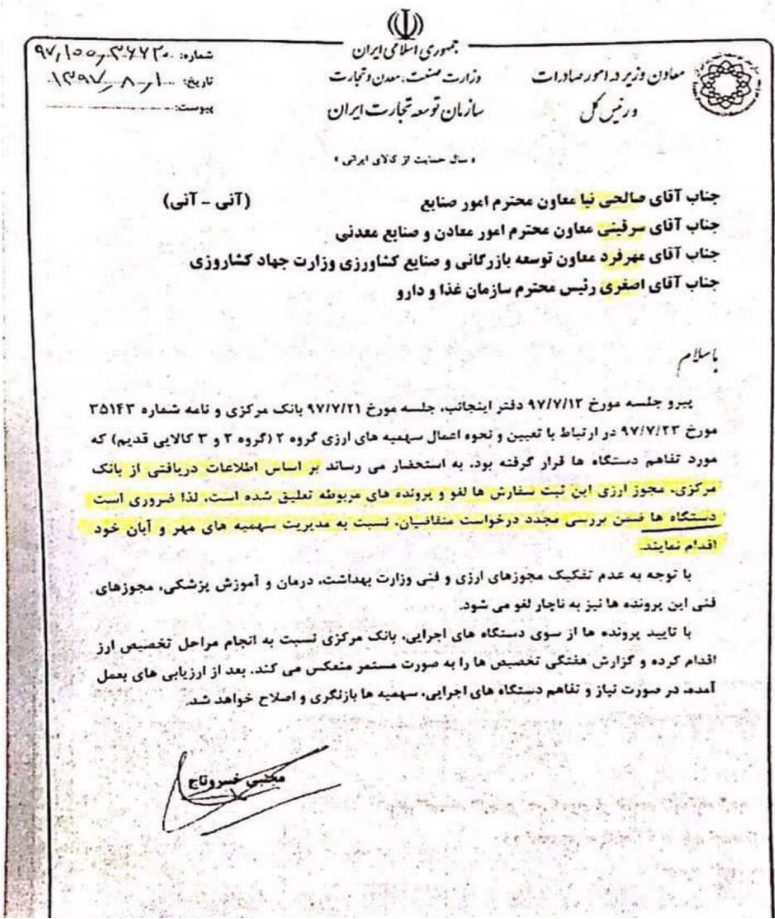 جمهوری اسلامی ایران
وزارت صنعت، معدن و تجارت
سازمان توسعه تجارت ایران
معاون وزیر در امور صادرات
و رئیس کل
شماره: ۹۷٫۱۰۰٫۳۶۶۲۰
تاریخ: ۱۳۹۷٫۸٫۱
پیوست:
« سال حمایت از کالای ایرانی »
جناب آقای صالحی نیا معاون محترم امور صنایع (آنی - آنی)
جناب آقای سرقینی معاون محترم امور معادن و صنایع معدنی
جناب آقای مهرفرد معاون توسعه بازرگانی و صنایع کشاورزی وزارت جهاد کشاروزی
جناب آقای اصغری رئیس محترم سازمان غذا و دارو
با سلام
پیرو جلسه مورخ ۹۷/۷/۱۲ دفتر اینجانب، جلسه مورخ ۹۷/۷/۲۱ بانک مرکزی و نامه شماره ۳۵۱۴۳
مورخ ۹۷/۷/۲۳ در ارتباط با تعیین و نحوه اعمال سهمیه های ارزی گروه ۲ (گروه ۲ و ۳ کالایی قدیم) که
مورد تفاهم دستگاه ها قرار گرفته بود، به استحضار می رساند بر اساس اطلاعات دریافتی از بانک
مرکزی، مجوز ارزی این ثبت سفارش ها لغو و پرونده های مربوطه تعلیق شده است، لذا ضروری است
دستگاه ها ضمن بررسی مجدد درخواست متقاضیان، نسبت به مدیریت سهمیه های مهر و آبان خود
اقدام نمایند.
با توجه به عدم تفکیک مجوزهای ارزی و فنی وزارت بهداشت، درمان و آموزش پزشکی، مجوزهای
فنی این پرونده ها نیز به ناچار لغو می شود.
با تایید پرونده ها از سوی دستگاه های اجرایی، بانک مرکزی نسبت به انجام مراحل تخصیص ارز
اقدام کرده و گزارش هفتگی تخصیص ها را به صورت مستمر منعکس می کند. بعد از ارزیابی های بعمل
آمده، در صورت نیاز و تفاهم دستگاه های اجرایی، سهمیه ها بازنگری و اصلاح خواهد شد.
مجتبی خسروتاج